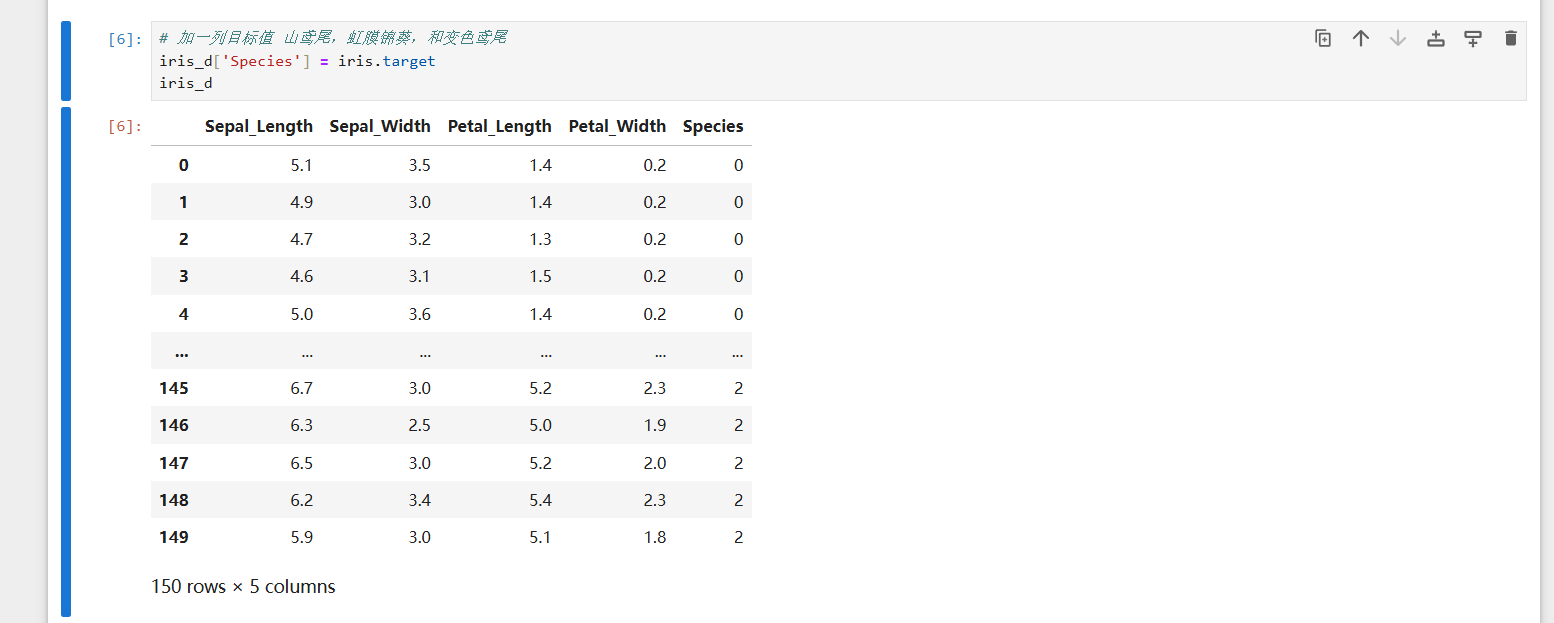 [6]: # 加一列目标值 山鸢尾，虹膜锦葵，和变色鸢尾
iris_d['Species'] = iris.target
iris_d
[6]: Sepal_Length Sepal_Width Petal_Length Petal_Width Species
0 5.1 3.5 1.4 0.2 0
1 4.9 3.0 1.4 0.2 0
2 4.7 3.2 1.3 0.2 0
3 4.6 3.1 1.5 0.2 0
4 5.0 3.6 1.4 0.2 0
... ... ... ... ... ...
145 6.7 3.0 5.2 2.3 2
146 6.3 2.5 5.0 1.9 2
147 6.5 3.0 5.2 2.0 2
148 6.2 3.4 5.4 2.3 2
149 5.9 3.0 5.1 1.8 2
150 rows × 5 columns